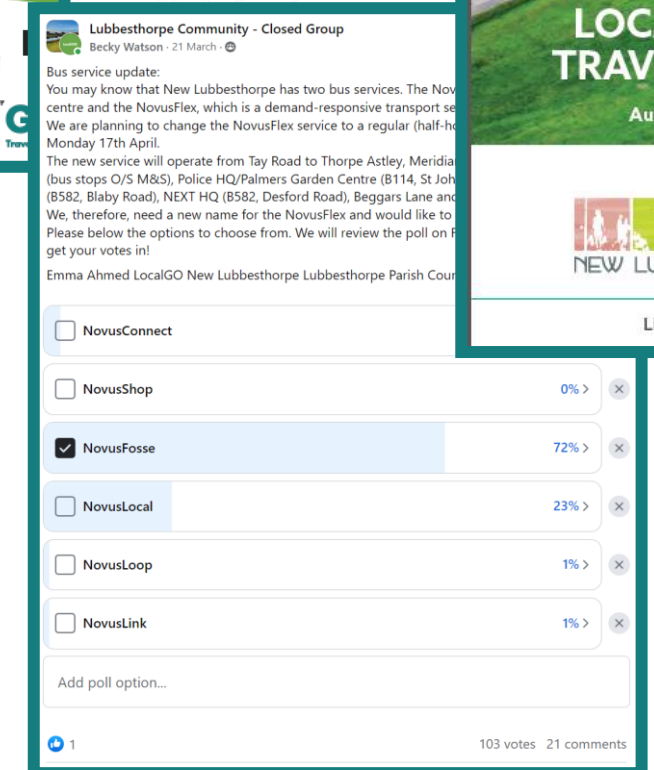 Lubbesthorpe Community - Closed Group
Becky Watson · 21 March ·
Bus service update:
You may know that New Lubbesthorpe has two bus services. The Nov
centre and the NovusFlex, which is a demand-responsive transport se
We are planning to change the NovusFlex service to a regular (half-ho
Monday 17th April.
The new service will operate from Tay Road to Thorpe Astley, Meridia
(bus stops O/S M&S), Police HQ/Palmers Garden Centre (B114, St Joh
(B582, Blaby Road), NEXT HQ (B582, Desford Road), Beggars Lane and
We, therefore, need a new name for the NovusFlex and would like to
Please below the options to choose from. We will review the poll on F
get your votes in!
Emma Ahmed LocalGO New Lubbesthorpe Lubbesthorpe Parish Cour
NovusConnect
NovusShop 0% >
NovusFosse 72% >
NovusLocal 23% >
NovusLoop 1% >
NovusLink 1% >
Add poll option...
1 103 votes 21 comments
LOCA
TRAV
Au
NEW LU
L
G
Trave